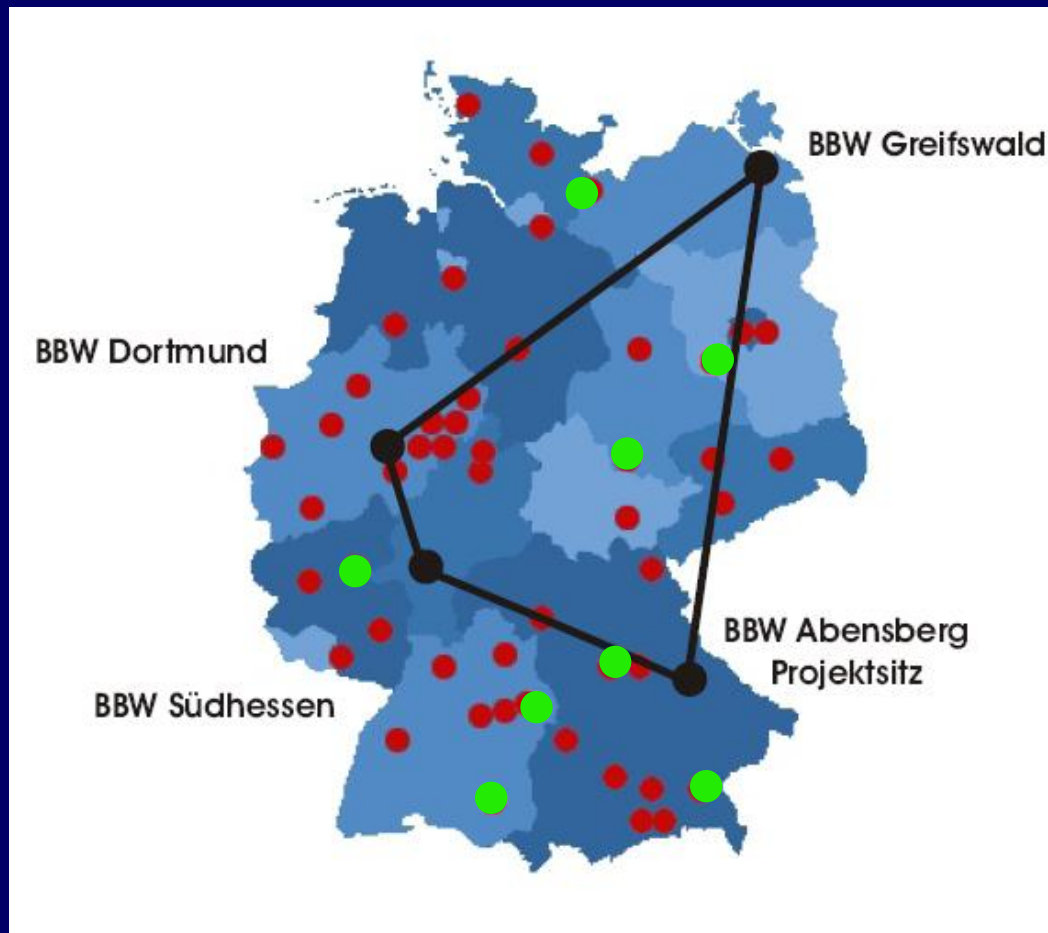 BBW Greifswald
BBW Dortmund
BBW Abensberg
Projektsitz
BBW Südhessen